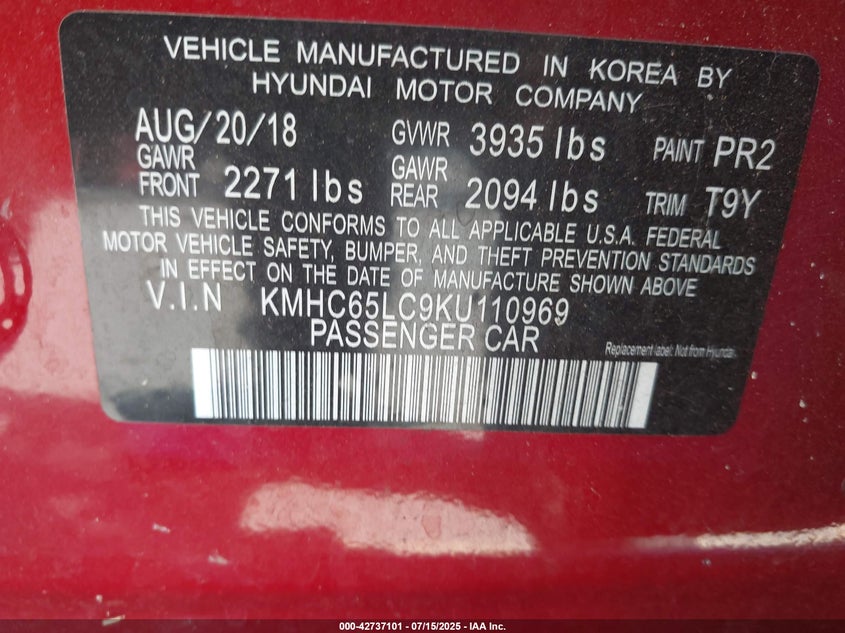 VEHICLE MANUFACTURED IN KOREA BY
HYUNDAI MOTOR COMPANY
AUG/20/18 GVWR 3935 lbs PAINT PR2
GAWR FRONT 2271 lbs GAWR REAR 2094 lbs TRIM T9Y
THIS VEHICLE CONFORMS TO ALL APPLICABLE U.S.A. FEDERAL
MOTOR VEHICLE SAFETY, BUMPER, AND THEFT PREVENTION STANDARDS
IN EFFECT ON THE DATE OF MANUFACTURE SHOWN ABOVE
V.I.N KMHC65LC9KU110969
PASSENGER CAR
Replacement label: Not from Hyundai.
000-42737101 - 07/15/2025 - IAA Inc.